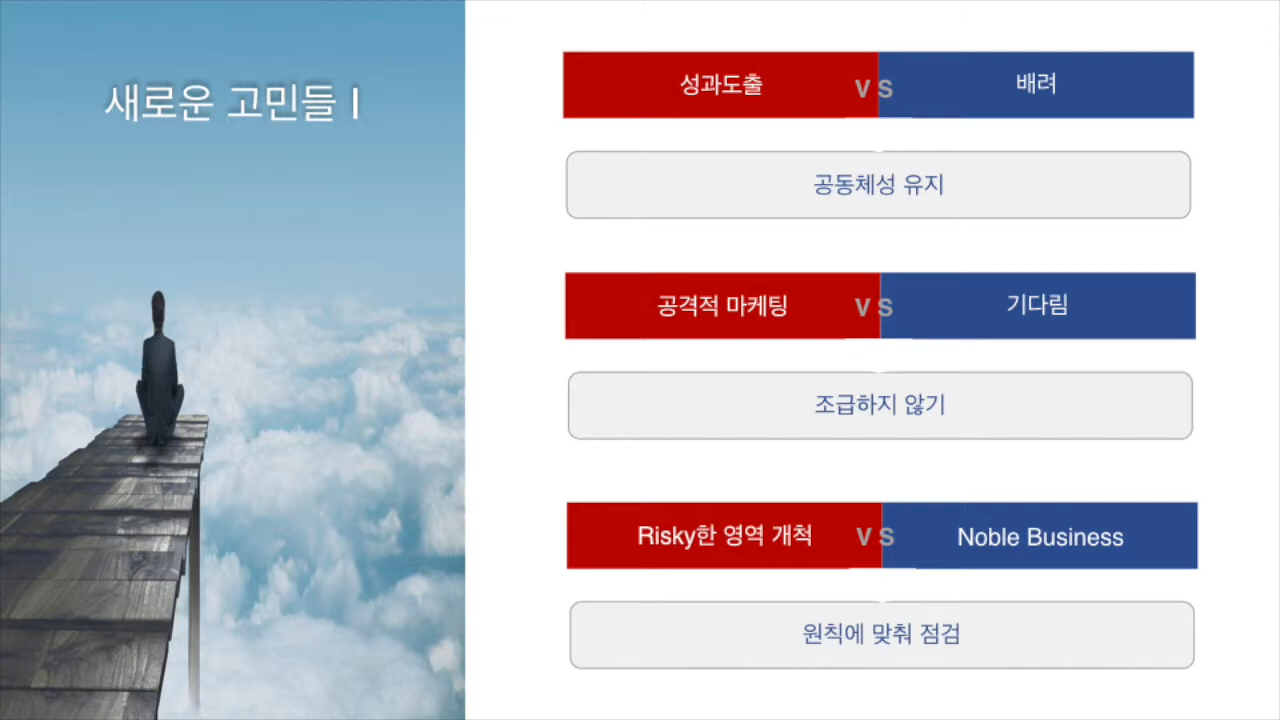 새로운 고민들 I
성과도출 VS 배려
공동체성 유지
공격적 마케팅 VS 기다림
조급하지 않기
Risky한 영역 개척 VS Noble Business
원칙에 맞춰 점검